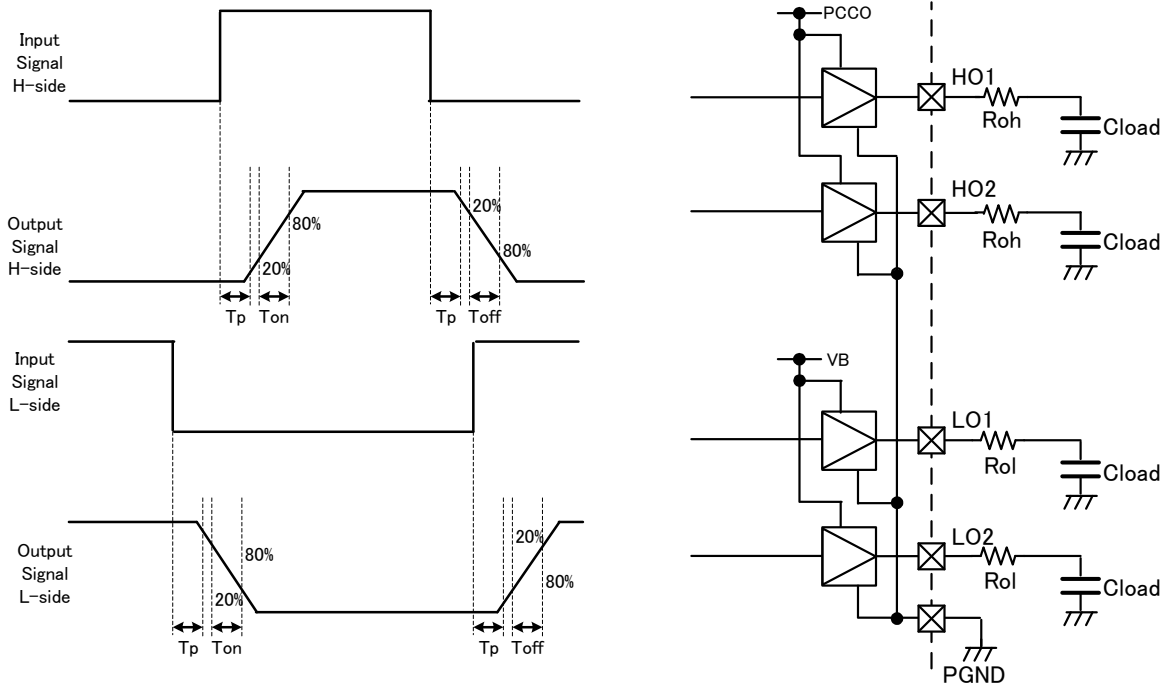 Input
Signal
H-side
Output
Signal
H-side
20%
80%
20%
80%
Tp
Ton
Tp
Toff
Input
Signal
L-side
Output
Signal
L-side
80%
20%
20%
80%
Tp
Ton
Tp
Toff
PCCO
HO1
Roh
Cload
HO2
Roh
Cload
VB
LO1
Rol
Cload
LO2
Rol
Cload
PGND